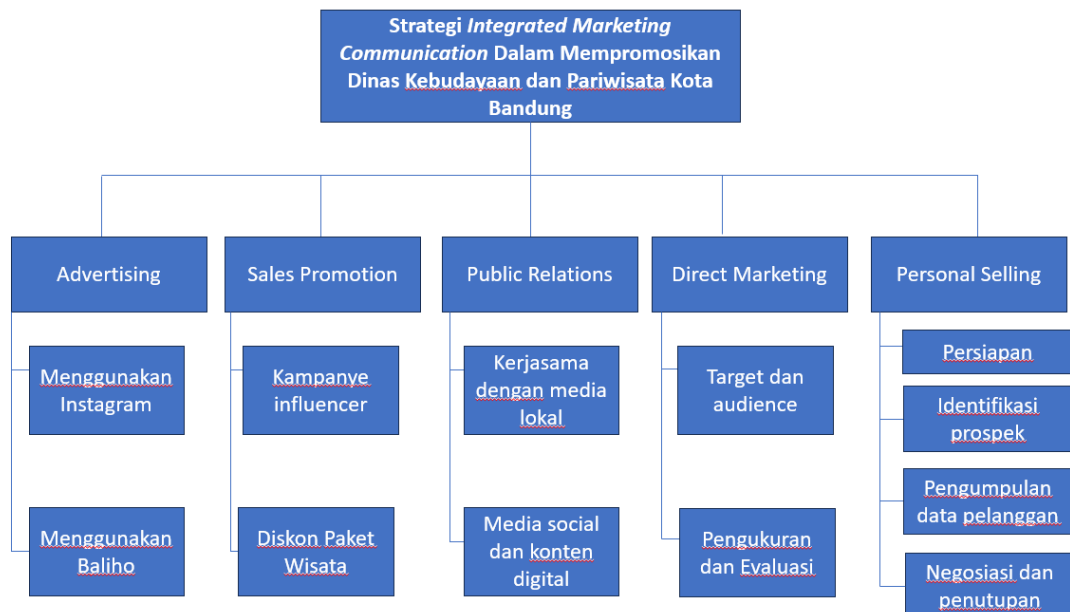 Strategi Integrated Marketing
Communication Dalam Mempromosikan
Dinas Kebudayaan dan Pariwisata Kota
Bandung
Advertising
Sales Promotion
Public Relations
Direct Marketing
Personal Selling
Menggunakan
Instagram
Menggunakan
Baliho
Kampanye
influencer
Diskon Paket
Wisata
Kerjasama
dengan media
lokal
Media social
dan konten
digital
Target dan
audience
Pengukuran
dan Evaluasi
Persiapan
Identifikasi
prospek
Pengumpulan
data pelanggan
Negosiasi dan
penutupan